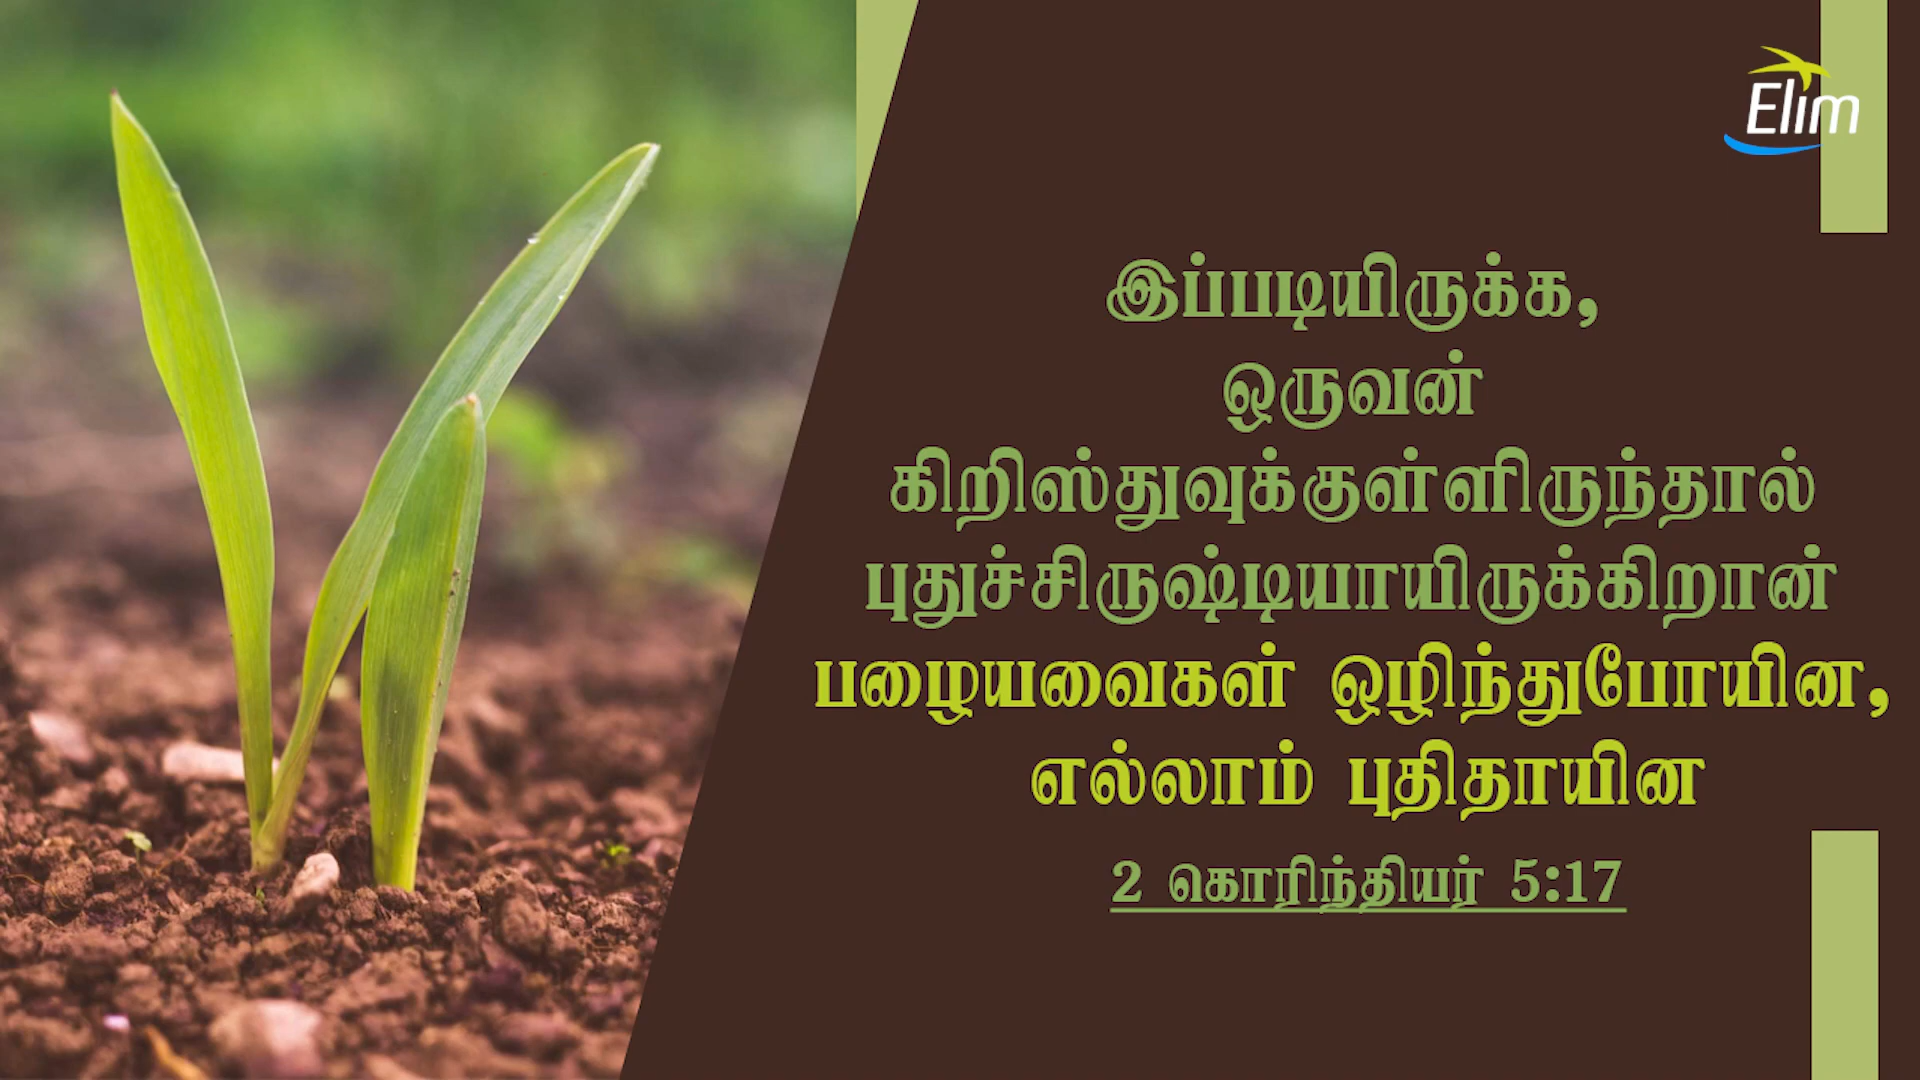 Elim
இப்படியிருக்க,
ஒருவன்
கிறிஸ்துவுக்குள்ளிருந்தால்
புதுச்சிருஷ்டியாயிருக்கிறான்
பழையவைகள் ஒழிந்துபோயின,
எல்லாம் புதிதாயின
2 கொரிந்தியர் 5:17